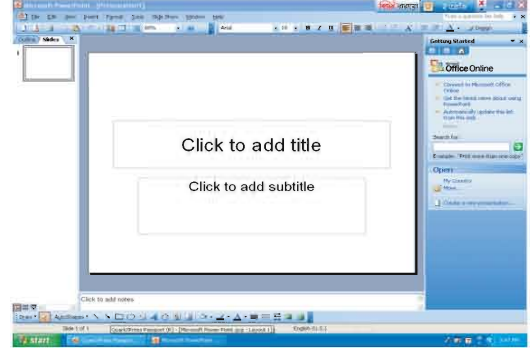 Microsoft PowerPoint - [Presentation1]
File Edit View Insert Format Tools Slide Show Window Help
Arial
Design
Outline Slides
1
Getting Started
Office Online
Connect to Microsoft Office Online
Get the latest news about using PowerPoint
Automatically update this list from the web
Search for:
Example: "Print more than one copy"
Open
More...
Create a new presentation...
Click to add title
Click to add subtitle
Click to add notes
Draw AutoShapes
Slide 1 of 1
English (U.S.)
start